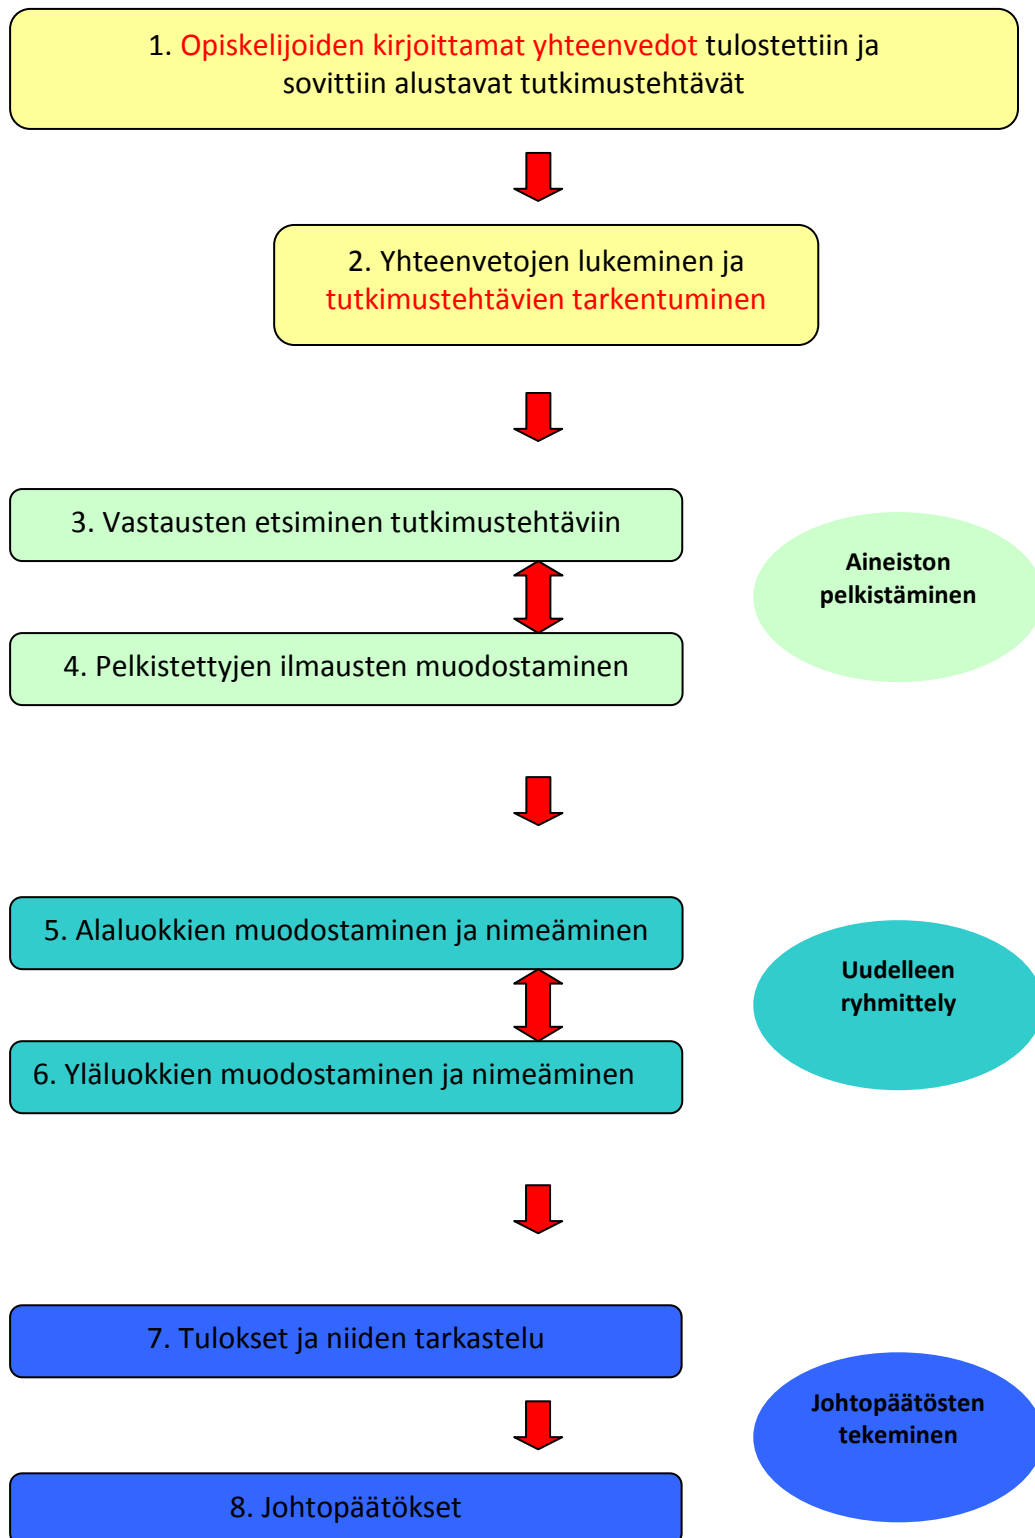 1. Opiskelijoiden kirjoittamat yhteenvedot tulostettiin ja
sovittiin alustavat tutkimustehtävät
2. Yhteenvetojen lukeminen ja
tutkimustehtävien tarkentuminen
3. Vastausten etsiminen tutkimustehtäviin
Aineiston
pelkistäminen
4. Pelkistettyjen ilmausten muodostaminen
5. Alaluokkien muodostaminen ja nimeäminen
Uudelleen
ryhmittely
6. Yläluokkien muodostaminen ja nimeäminen
7. Tulokset ja niiden tarkastelu
Johtopäätösten
tekeminen
8. Johtopäätökset